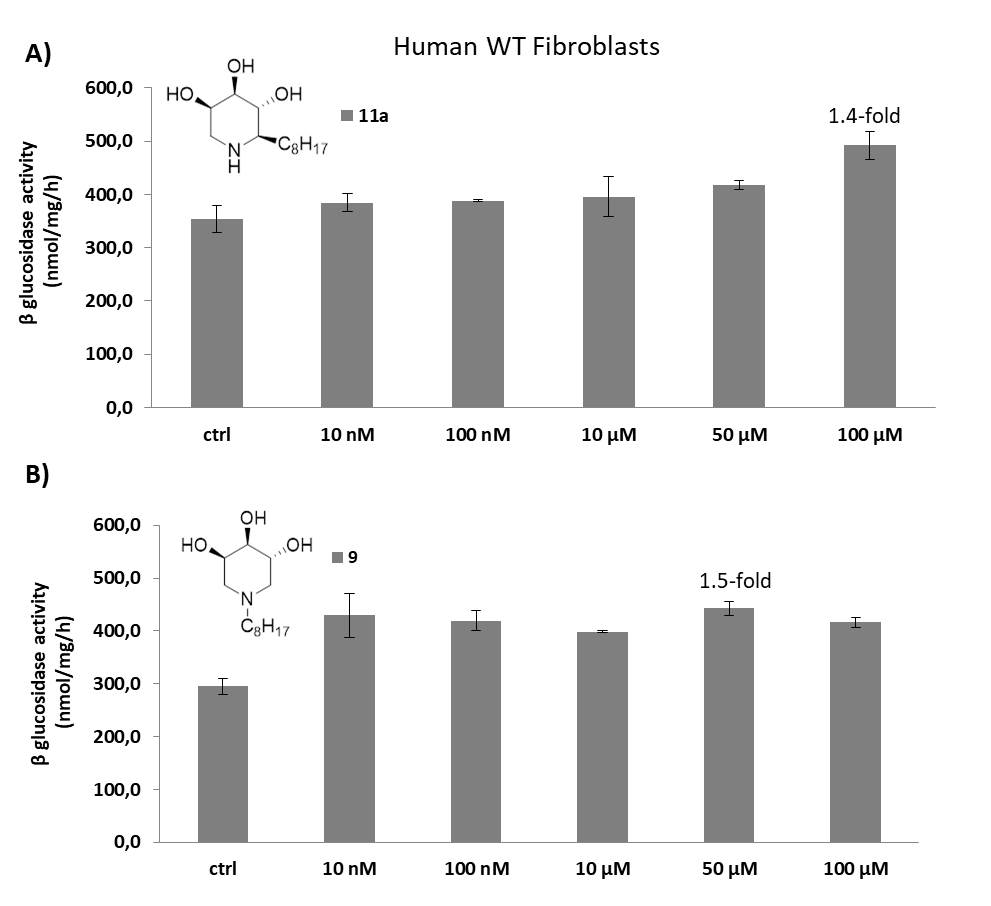 A)
Human WT Fibroblasts
OH
HO
OH
N
H
C8H17
11a
1.4-fold
β glucosidase activity
(nmol/mg/h)
600,0
500,0
400,0
300,0
200,0
100,0
0,0
ctrl 10 nM 100 nM 10 µM 50 µM 100 µM
B)
OH
HO
OH
N
C8H17
9
1.5-fold
β glucosidase activity
(nmol/mg/h)
600,0
500,0
400,0
300,0
200,0
100,0
0,0
ctrl 10 nM 100 nM 10 µM 50 µM 100 µM